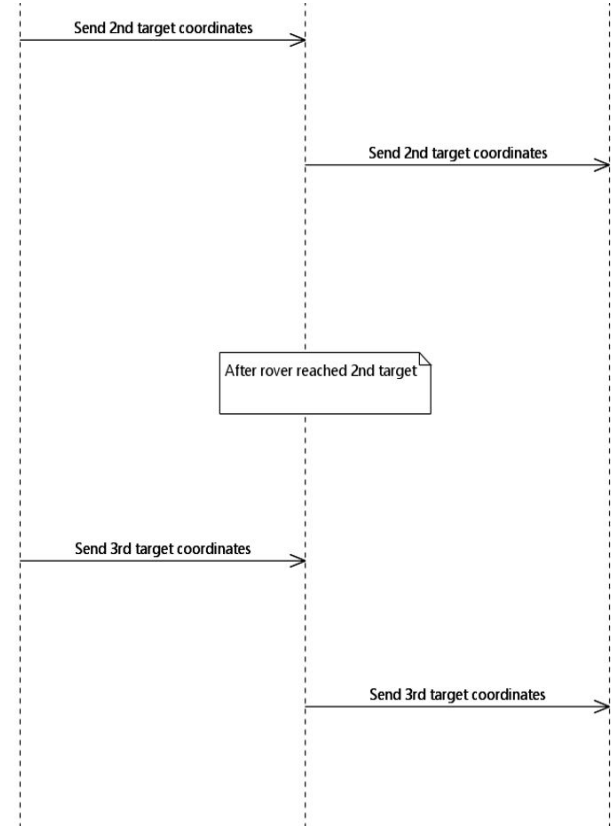 Send 2nd target coordinates
Send 2nd target coordinates
After rover reached 2nd target
Send 3rd target coordinates
Send 3rd target coordinates